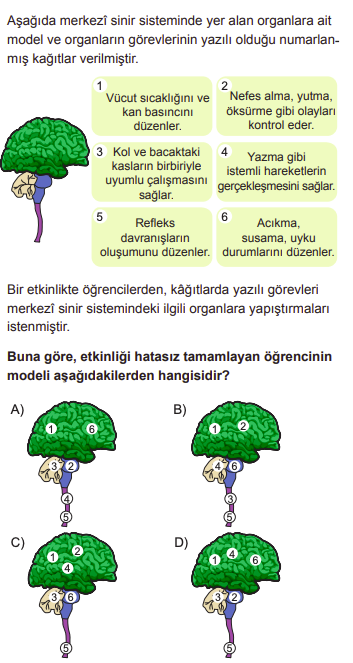 Aşağıda merkezî sinir sisteminde yer alan organlara ait
model ve organların görevlerinin yazılı olduğu numarlan-
mış kağıtlar verilmiştir.
1
Vücut sıcaklığını ve
kan basıncını
düzenler.
2
Nefes alma, yutma,
öksürme gibi olayları
kontrol eder.
3
Kol ve bacaktaki
kasların birbiriyle
uyumlu çalışmasını
sağlar.
4
Yazma gibi
istemli hareketlerin
gerçekleşmesini sağlar.
5
Refleks
davranışların
oluşumunu düzenler.
6
Acıkma,
susama, uyku
durumlarını düzenler.
Bir etkinlikte öğrencilerden, kâğıtlarda yazılı görevleri
merkezî sinir sistemindeki ilgili organlara yapıştırmaları
istenmiştir.
Buna göre, etkinliği hatasız tamamlayan öğrencinin
modeli aşağıdakilerden hangisidir?
A)
1 6
3 2
4
5
B)
1 2
4 6
3
5
C)
1 2
4
3 6
5
D)
1 4 6
3 2
5